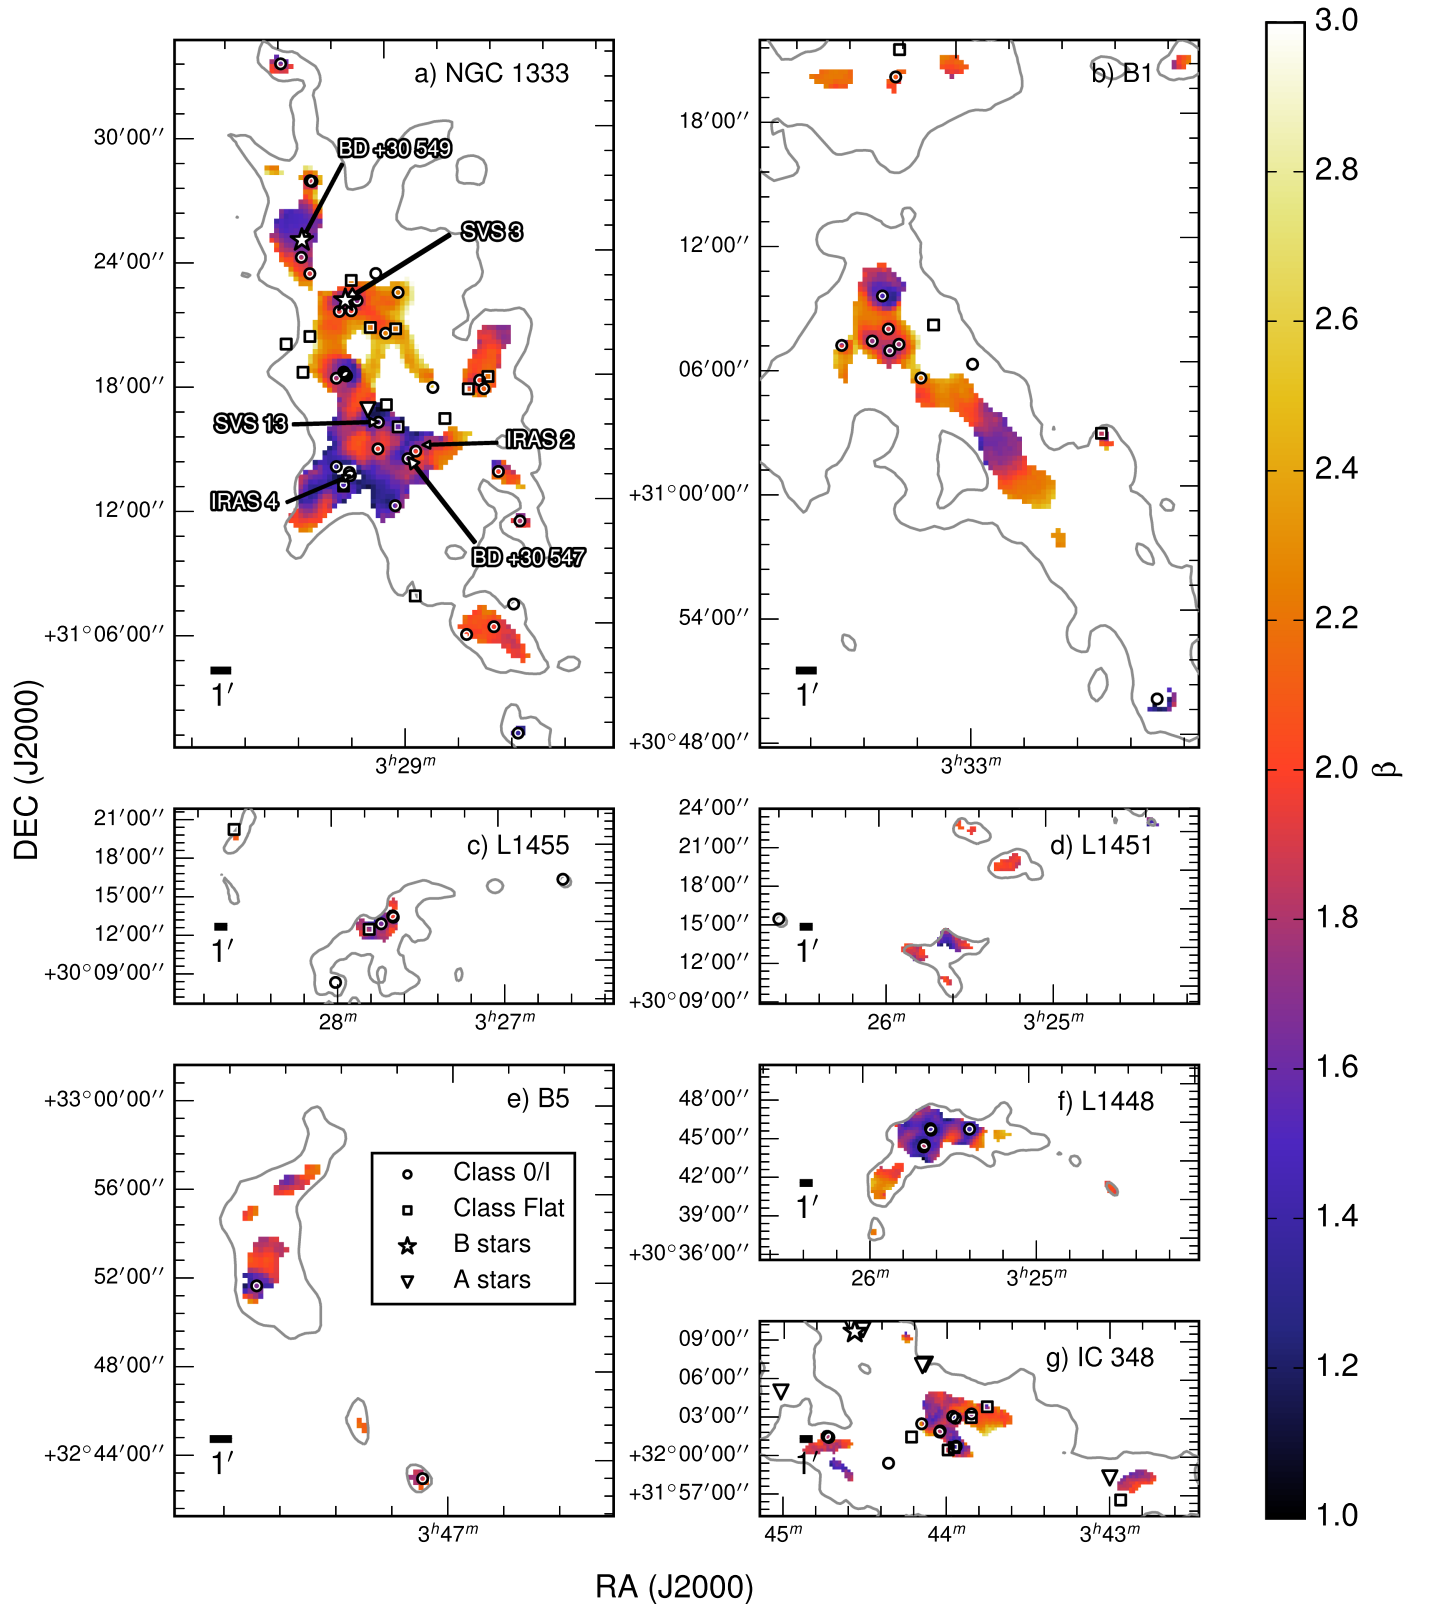 a) NGC 1333
BD +30 549
SVS 3
SVS 13
IRAS 2
IRAS 4
BD +30 547
30′00′′
24′00′′
18′00′′
12′00′′
+31°06′00′′
1′
3ʰ29ᵐ
b) B1
18′00′′
12′00′′
06′00′′
+31°00′00′′
54′00′′
+30°48′00′′
1′
3ʰ33ᵐ
c) L1455
21′00′′
18′00′′
15′00′′
12′00′′
+30°09′00′′
1′
28ᵐ
3ʰ27ᵐ
d) L1451
24′00′′
21′00′′
18′00′′
15′00′′
12′00′′
+30°09′00′′
1′
26ᵐ
3ʰ25ᵐ
e) B5
+33°00′00′′
56′00′′
52′00′′
48′00′′
+32°44′00′′
1′
3ʰ47ᵐ
Class 0/I
Class Flat
B stars
A stars
f) L1448
48′00′′
45′00′′
42′00′′
39′00′′
+30°36′00′′
1′
26ᵐ
3ʰ25ᵐ
g) IC 348
09′00′′
06′00′′
03′00′′
+32°00′00′′
+31°57′00′′
1′
45ᵐ
44ᵐ
3ʰ43ᵐ
DEC (J2000)
RA (J2000)
3.0
2.8
2.6
2.4
2.2
2.0
1.8
1.6
1.4
1.2
1.0
β